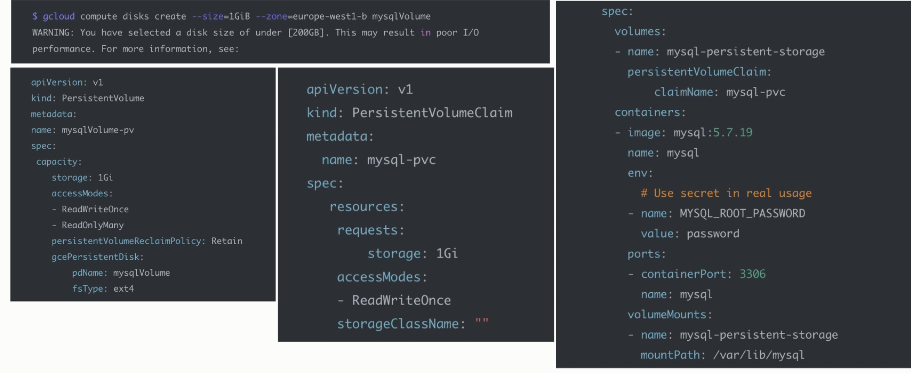 $ gcloud compute disks create --size=1GiB --zone=europe-west1-b mysqlVolume
WARNING: You have selected a disk size of under [200GB]. This may result in poor I/O
performance. For more information, see:
apiVersion: v1
kind: PersistentVolume
metadata:
name: mysqlVolume-pv
spec:
capacity:
storage: 1Gi
accessModes:
- ReadWriteOnce
- ReadOnlyMany
persistentVolumeReclaimPolicy: Retain
gcePersistentDisk:
pdName: mysqlVolume
fsType: ext4
apiVersion: v1
kind: PersistentVolumeClaim
metadata:
name: mysql-pvc
spec:
resources:
requests:
storage: 1Gi
accessModes:
- ReadWriteOnce
storageClassName: ""
spec:
volumes:
- name: mysql-persistent-storage
persistentVolumeClaim:
claimName: mysql-pvc
containers:
- image: mysql:5.7.19
name: mysql
env:
# Use secret in real usage
- name: MYSQL_ROOT_PASSWORD
value: password
ports:
- containerPort: 3306
name: mysql
volumeMounts:
- name: mysql-persistent-storage
mountPath: /var/lib/mysql